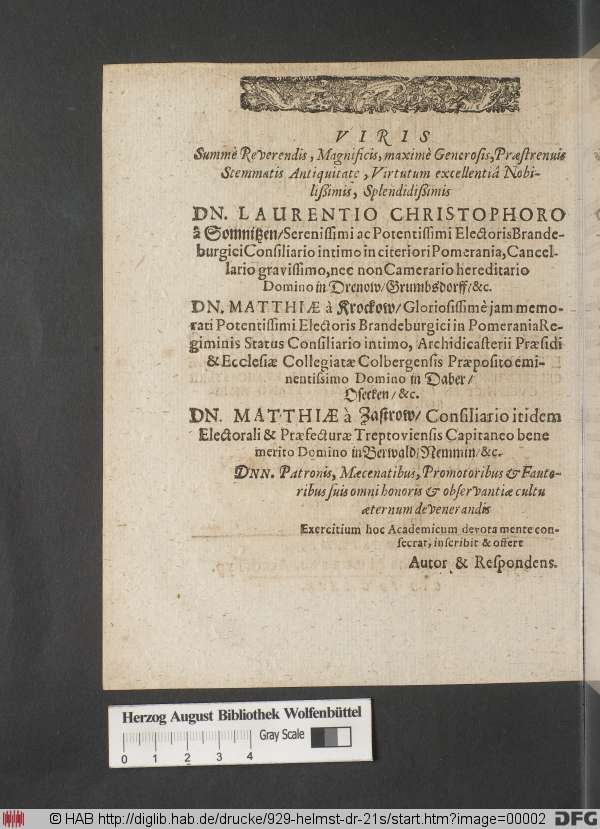 VIRIS
Summè Reverendis, Magnificis, maximè Generosis, Præstrenuis
Stemmatis Antiquitate, Virtutum excellentiâ Nobi-
lißimis, Splendidißimis
DN. LAURENTIO CHRISTOPHORO
â Somnitzen/Serenissimi ac Potentissimi Electoris Brande-
burgici Consiliario intimo in citeriori Pomerania, Cancel-
lario gravissimo, nec non Camerario hereditario
Domino in Drenow/Grumbsdorff/&c.
DN. MATTHIÆ à Krockow/Gloriosissimè jam memo-
rati Potentissimi Electoris Brandeburgici in Pomerania Re-
giminis Status Consiliario intimo, Archidicasterii Præsidi
& Ecclesiæ Collegiatæ Colbergensis Præposito emi-
nentissimo Domino in Daber/
Osecken/&c.
DN. MATTHIÆ à Zastrow/ Consiliario itidem
Electorali & Præfecturæ Treptoviensis Capitaneo bene
merito Domino in Berwald/Nemmin/&c.
DNN. Patronis, Mæcenatibus, Promotoribus & Fauto-
ribus suis omni honoris & observantiæ cultu
æternum devenerandis
Exercitium hoc Academicum devota mente con-
secrat, inscribit & offert
Autor & Respondens.
Herzog August Bibliothek Wolfenbüttel
Gray Scale
0 1 2 3 4
© HAB http://diglib.hab.de/drucke/929-helmst-dr-21s/start.htm?image=00002
DFG